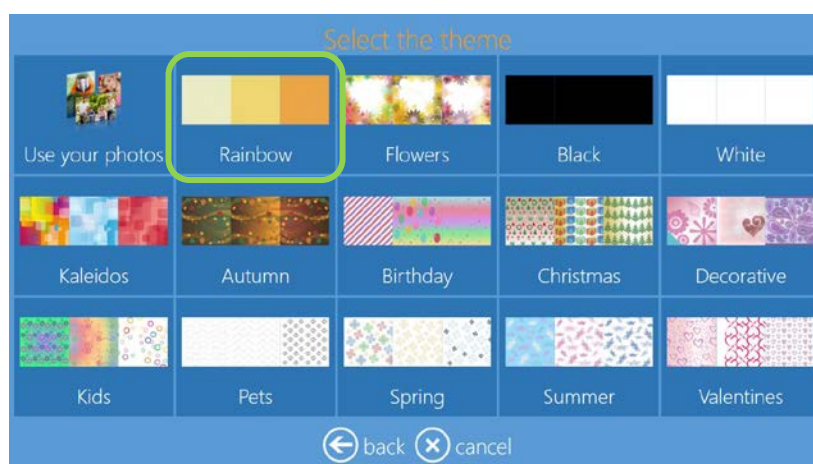 Select the theme
Use your photos Rainbow Flowers Black White
Kaleidos Autumn Birthday Christmas Decorative
Kids Pets Spring Summer Valentines
back cancel